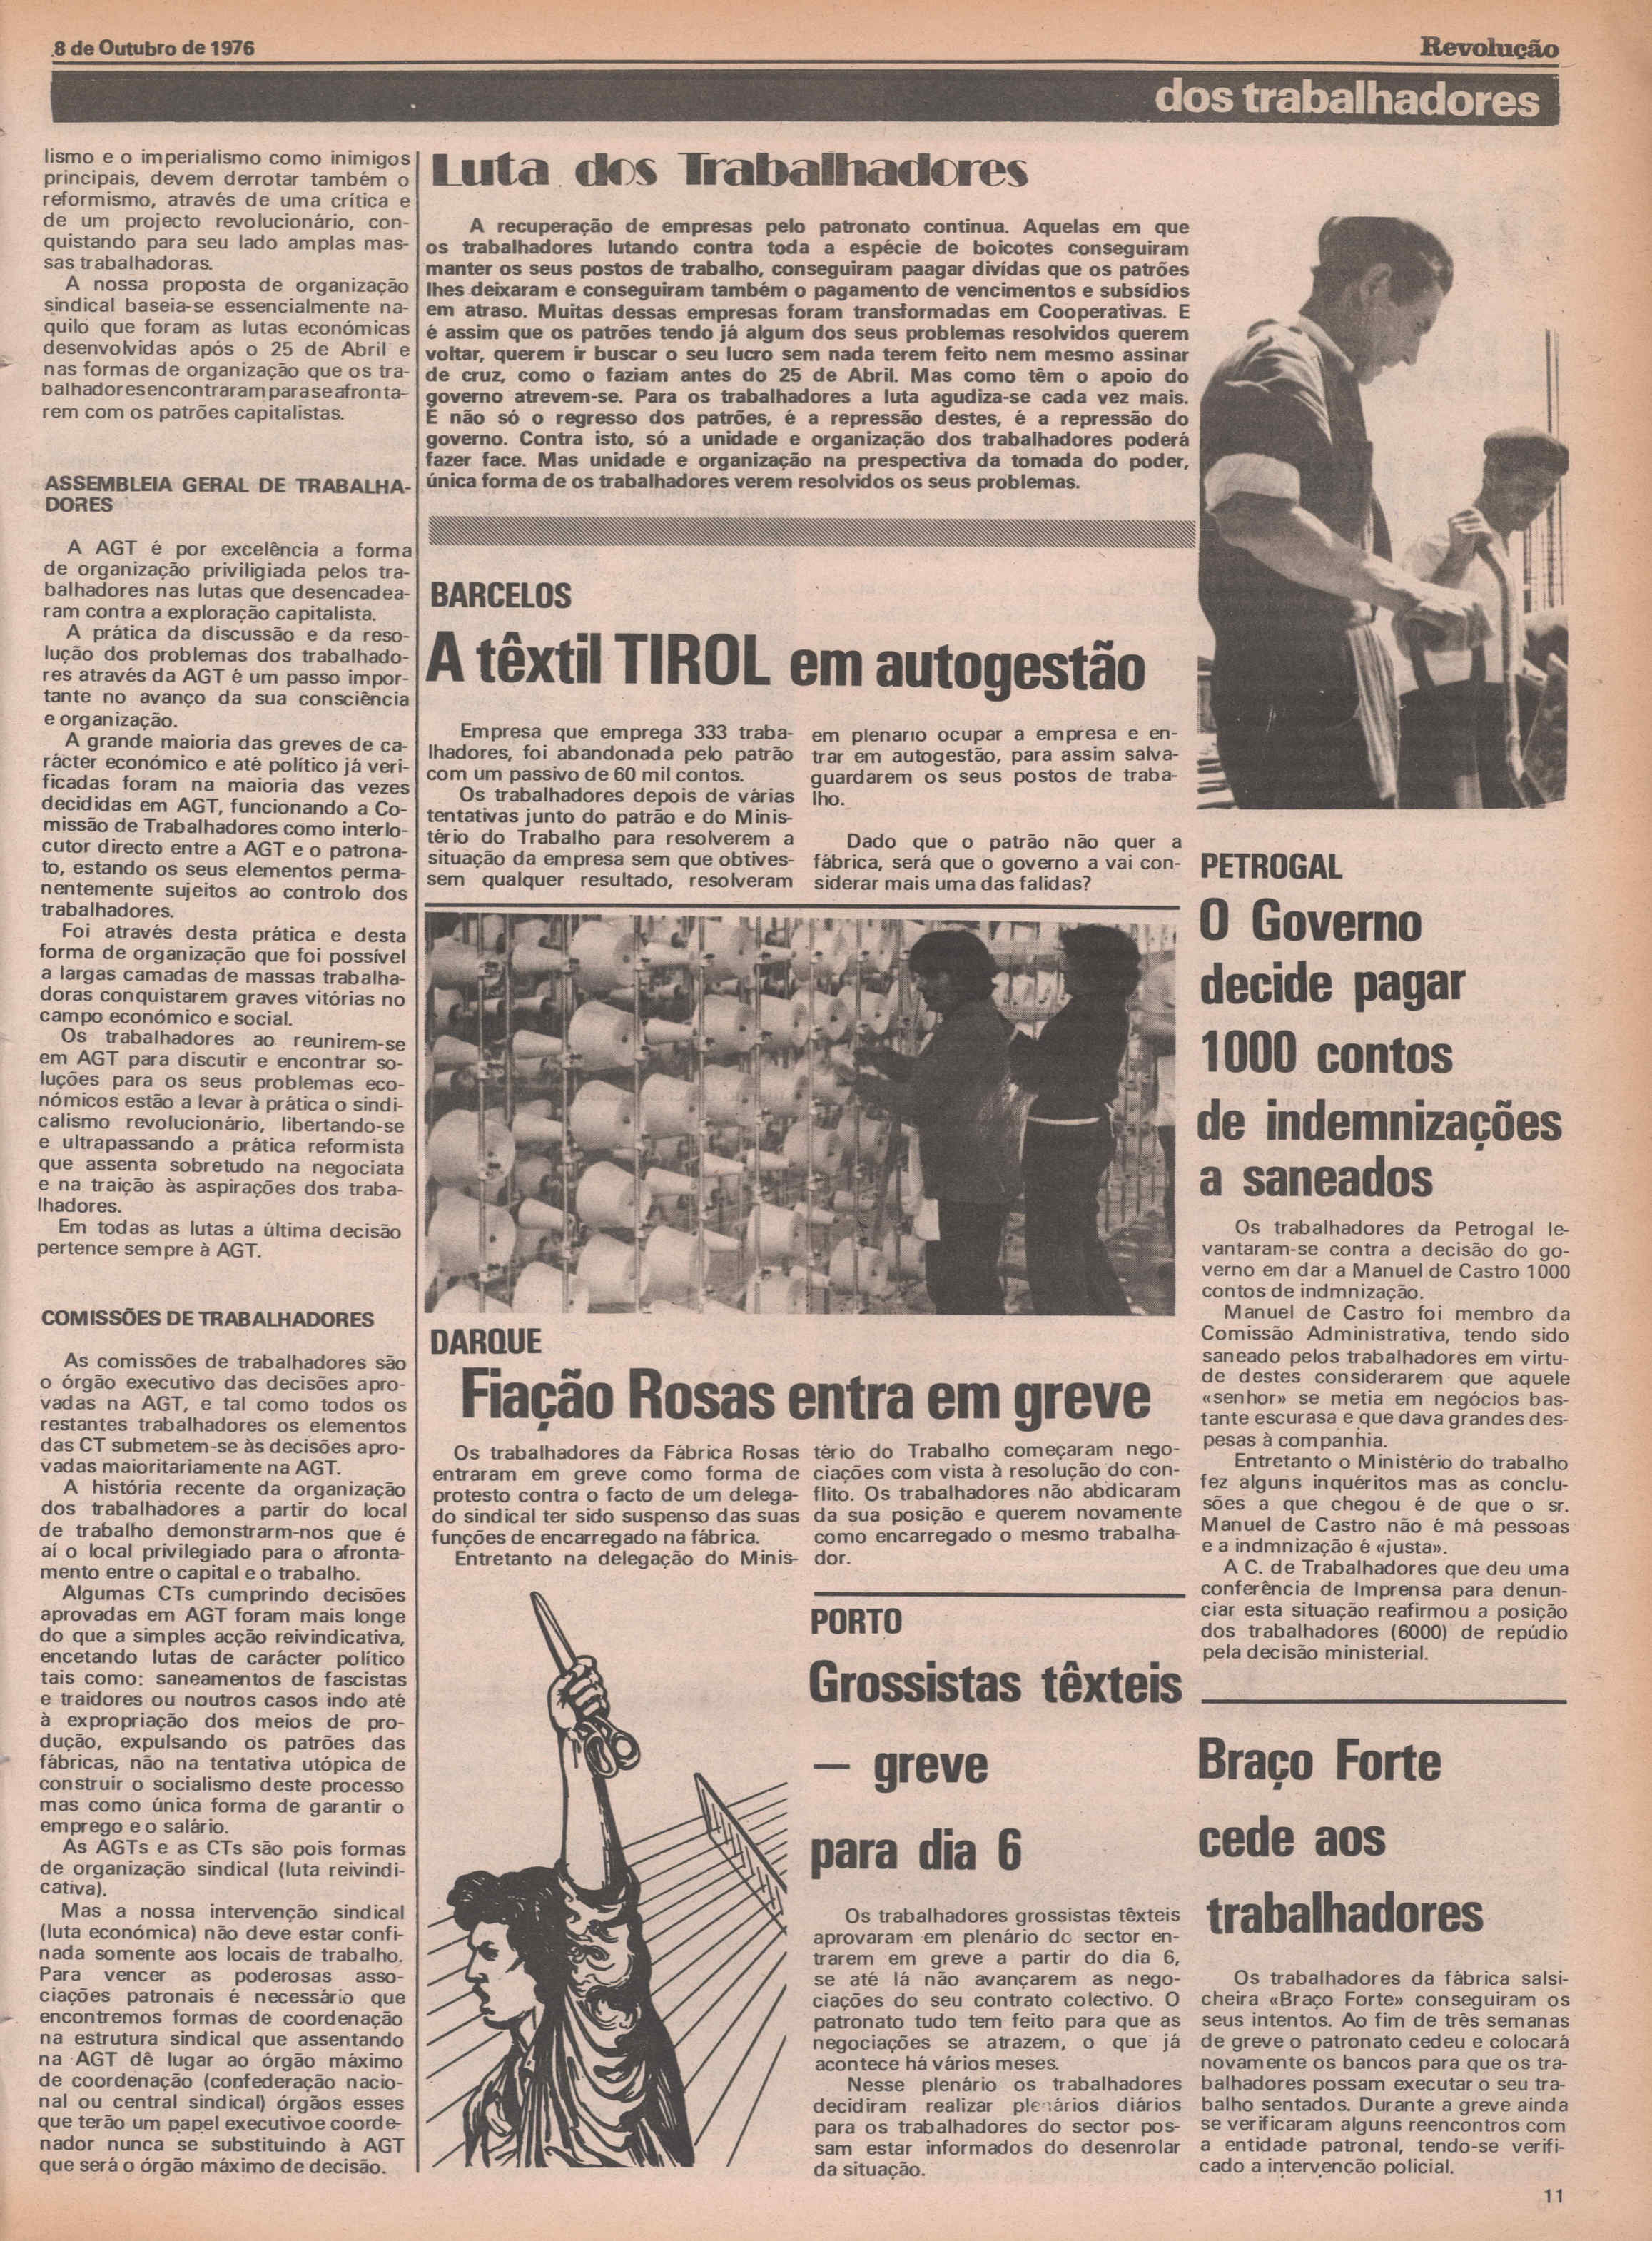 8 de Outubro de 1976
Revolução
dos trabalhadores
lismo e o imperialismo como inimigos
principais, devem derrotar também o
reformismo, através de uma crítica e
de um projecto revolucionário, con-
quistando para seu lado amplas mas-
sas trabalhadoras.
A nossa proposta de organização
sindical baseia-se essencialmente na-
quilo que foram as lutas económicas
desenvolvidas após o 25 de Abril e
nas formas de organização que os tra-
balhadores encontraram para se afronta-
rem com os patrões capitalistas.
ASSEMBLEIA GERAL DE TRABALHA-
DORES
A AGT é por excelência a forma
de organização priviligiada pelos tra-
balhadores nas lutas que desencadea-
ram contra a exploração capitalista.
A prática da discussão e da reso-
lução dos problemas dos trabalhado-
res através da AGT é um passo impor-
tante no avanço da sua consciência
e organização.
A grande maioria das greves de ca-
rácter económico e até político já veri-
ficadas foram na maioria das vezes
decididas em AGT, funcionando a Co-
missão de Trabalhadores como interlo-
cutor directo entre a AGT e o patrona-
to, estando os seus elementos perma-
nentemente sujeitos ao controlo dos
trabalhadores.
Foi através desta prática e desta
forma de organização que foi possível
a largas camadas de massas trabalha-
doras conquistarem graves vitórias no
campo económico e social.
Os trabalhadores ao reunirem-se
em AGT para discutir e encontrar so-
luções para os seus problemas eco-
nómicos estão a levar à prática o sindi-
calismo revolucionário, libertando-se
e ultrapassando a prática reformista
que assenta sobretudo na negociata
e na traição às aspirações dos traba-
lhadores.
Em todas as lutas a última decisão
pertence sempre à AGT.
COMISSÕES DE TRABALHADORES
As comissões de trabalhadores são
o órgão executivo das decisões apro-
vadas na AGT, e tal como todos os
restantes trabalhadores os elementos
das CT submetem-se às decisões apro-
vadas maioritariamente na AGT.
A história recente da organização
dos trabalhadores a partir do local
de trabalho demonstrarm-nos que é
aí o local privilegiado para o afronta-
mento entre o capital e o trabalho.
Algumas CTs cumprindo decisões
aprovadas em AGT foram mais longe
do que a simples acção reivindicativa,
encetando lutas de carácter político
tais como: saneamentos de fascistas
e traidores ou noutros casos indo até
à expropriação dos meios de pro-
dução, expulsando os patrões das
fábricas, não na tentativa utópica de
construir o socialismo deste processo
mas como única forma de garantir o
emprego e o salário.
As AGTs e as CTs são pois formas
de organização sindical (luta reivindi-
cativa).
Mas a nossa intervenção sindical
(luta económica) não deve estar confi-
nada somente aos locais de trabalho.
Para vencer as poderosas asso-
ciações patronais é necessário que
encontremos formas de coordenação
na estrutura sindical que assentando
na AGT dê lugar ao órgão máximo
de coordenação (confederação nacio-
nal ou central sindical) órgãos esses
que terão um papel executivo e coorde-
nador nunca se substituindo à AGT
que será o órgão máximo de decisão.
Luta dos Trabalhadores
A recuperação de empresas pelo patronato continua. Aquelas em que
os trabalhadores lutando contra toda a espécie de boicotes conseguiram
manter os seus postos de trabalho, conseguiram paagar divídas que os patrões
lhes deixaram e conseguiram também o pagamento de vencimentos e subsídios
em atraso. Muitas dessas empresas foram transformadas em Cooperativas. E
é assim que os patrões tendo já algum dos seus problemas resolvidos querem
voltar, querem ir buscar o seu lucro sem nada terem feito nem mesmo assinar
de cruz, como o faziam antes do 25 de Abril. Mas como têm o apoio do
governo atrevem-se. Para os trabalhadores a luta agudiza-se cada vez mais.
E não só o regresso dos patrões, é a repressão destes, é a repressão do
governo. Contra isto, só a unidade e organização dos trabalhadores poderá
fazer face. Mas unidade e organização na prespectiva da tomada do poder,
única forma de os trabalhadores verem resolvidos os seus problemas.
BARCELOS
A têxtil TIROL em autogestão
Empresa que emprega 333 traba-
lhadores, foi abandonada pelo patrão
com um passivo de 60 mil contos.
Os trabalhadores depois de várias
tentativas junto do patrão e do Minis-
tério do Trabalho para resolverem a
situação da empresa sem que obtives-
sem qualquer resultado, resolveram
em plenario ocupar a empresa e en-
trar em autogestão, para assim salva-
guardarem os seus postos de traba-
lho.
Dado que o patrão não quer a
fábrica, será que o governo a vai con-
siderar mais uma das falidas?
DARQUE
Fiação Rosas entra em greve
Os trabalhadores da Fábrica Rosas
entraram em greve como forma de
protesto contra o facto de um delega-
do sindical ter sido suspenso das suas
funções de encarregado na fábrica.
Entretanto na delegação do Minis-
tério do Trabalho começaram nego-
ciações com vista à resolução do con-
flito. Os trabalhadores não abdicaram
da sua posição e querem novamente
como encarregado o mesmo trabalha-
dor.
PORTO
Grossistas têxteis
— greve
para dia 6
Os trabalhadores grossistas têxteis
aprovaram em plenário do sector en-
trarem em greve a partir do dia 6,
se até lá não avançarem as nego-
ciações do seu contrato colectivo. O
patronato tudo tem feito para que as
negociações se atrazem, o que já
acontece há vários meses.
Nesse plenário os trabalhadores
decidiram realizar plenários diários
para os trabalhadores do sector pos-
sam estar informados do desenrolar
da situação.
PETROGAL
O Governo
decide pagar
1000 contos
de indemnizações
a saneados
Os trabalhadores da Petrogal le-
vantaram-se contra a decisão do go-
verno em dar a Manuel de Castro 1000
contos de indmnização.
Manuel de Castro foi membro da
Comissão Administrativa, tendo sido
saneado pelos trabalhadores em virtu-
de destes considerarem que aquele
«senhor» se metia em negócios bas-
tante escurasa e que dava grandes des-
pesas à companhia.
Entretanto o Ministério do trabalho
fez alguns inquéritos mas as conclu-
sões a que chegou é de que o sr.
Manuel de Castro não é má pessoas
e a indmnização é «justa».
A C. de Trabalhadores que deu uma
conferência de Imprensa para denun-
ciar esta situação reafirmou a posição
dos trabalhadores (6000) de repúdio
pela decisão ministerial.
Braço Forte
cede aos
trabalhadores
Os trabalhadores da fábrica salsi-
cheira «Braço Forte» conseguiram os
seus intentos. Ao fim de três semanas
de greve o patronato cedeu e colocará
novamente os bancos para que os tra-
balhadores possam executar o seu tra-
balho sentados. Durante a greve ainda
se verificaram alguns reencontros com
a entidade patronal, tendo-se verifi-
cado a intervenção policial.
11